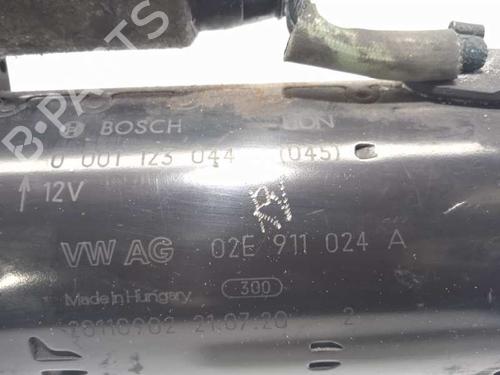 B-PARTS
BOSCH
0 001 123 044 (045)
12V
VW AG 02E 911 024 A
Made in Hungary 300
20110902 21:07:20 2